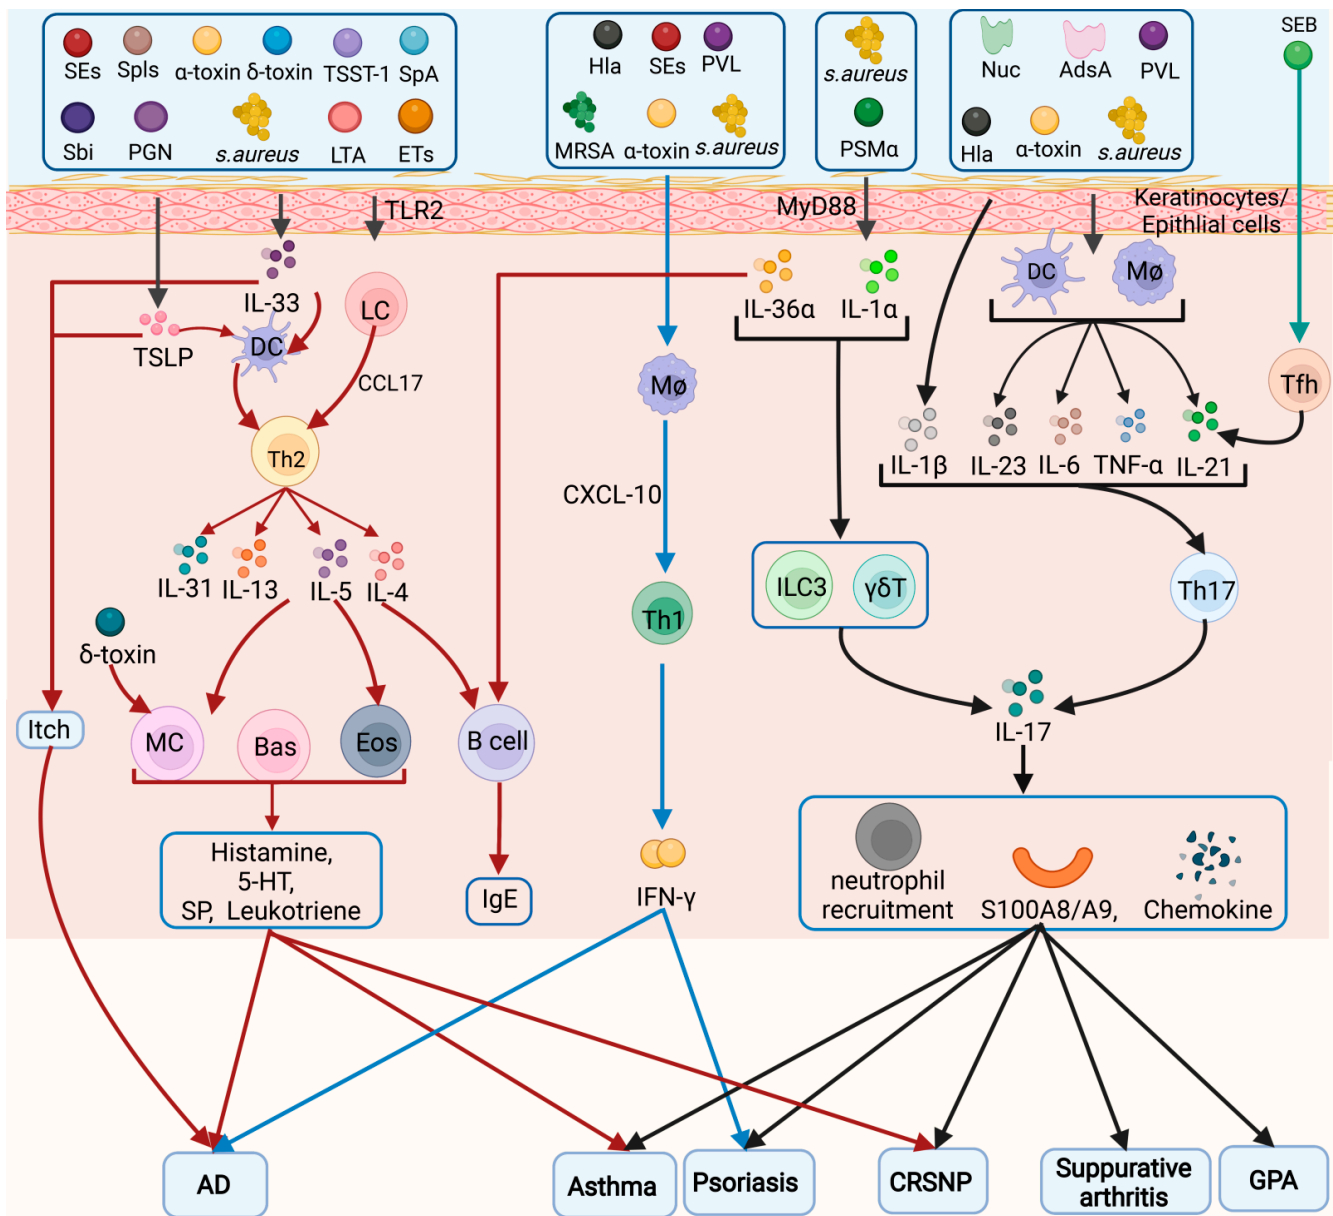 SEs Spls α-toxin δ-toxin TSST-1 SpA
Sbi PGN s.aureus LTA ETs
Hla SEs PVL
MRSA α-toxin s.aureus
s.aureus
PSMα
Nuc AdsA PVL
Hla α-toxin s.aureus
SEB
TLR2
MyD88
Keratinocytes/
Epithlial cells
IL-33
TSLP
DC
LC
CCL17
Th2
IL-31 IL-13 IL-5 IL-4
δ-toxin
Itch
MC
Bas
Eos
B cell
Histamine,
5-HT,
SP, Leukotriene
IgE
Mø
CXCL-10
Th1
IFN-γ
IL-36α IL-1α
ILC3 γδT
DC Mø
Tfh
IL-1β IL-23 IL-6 TNF-α IL-21
Th17
IL-17
neutrophil
recruitment
S100A8/A9,
Chemokine
AD
Asthma
Psoriasis
CRSNP
Suppurative
arthritis
GPA